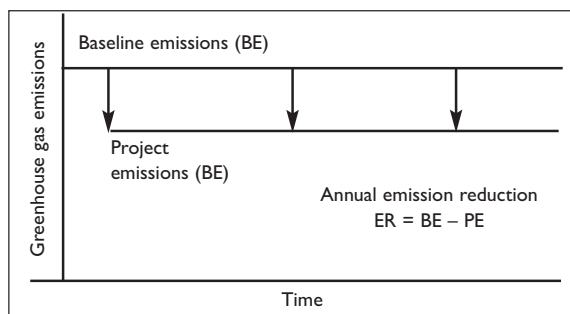 Baseline emissions (BE)
Greenhouse gas emissions
Project
emissions (BE)
Annual emission reduction
ER = BE – PE
Time